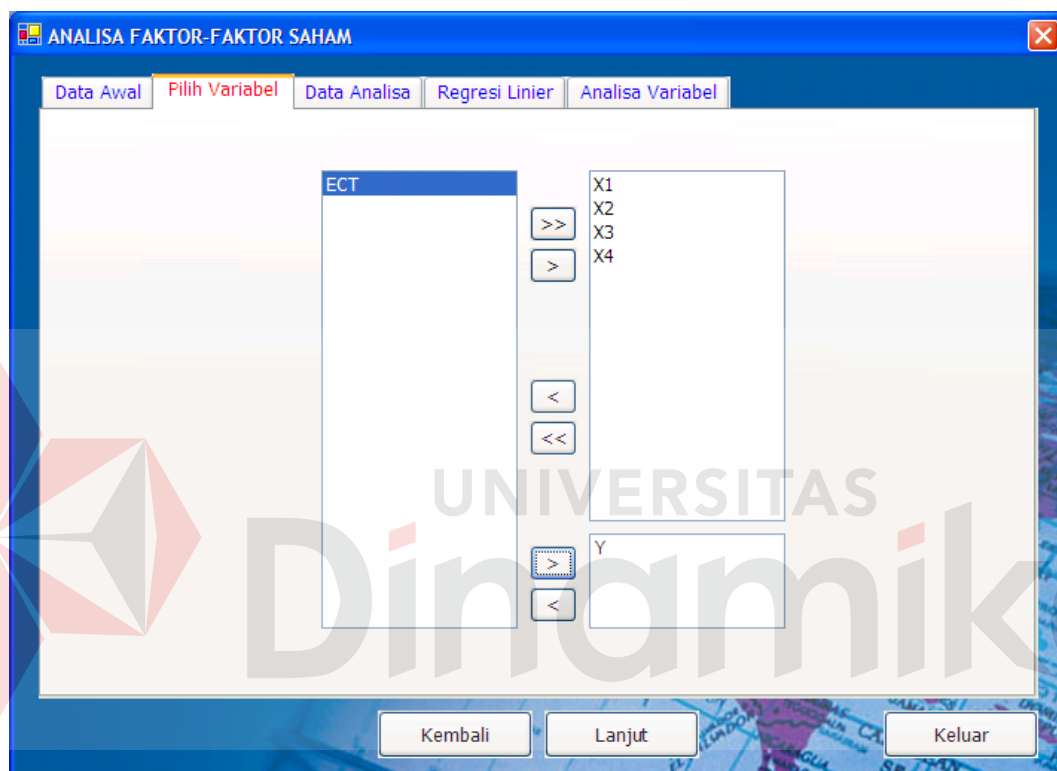 ANALISA FAKTOR-FAKTOR SAHAM
Data Awal Pilih Variabel Data Analisa Regresi Linier Analisa Variabel
ECT
X1
X2
X3
X4
>>
>
<
<<
Y
>
<
UNIVERSITAS
Dinamika
Kembali Lanjut Keluar